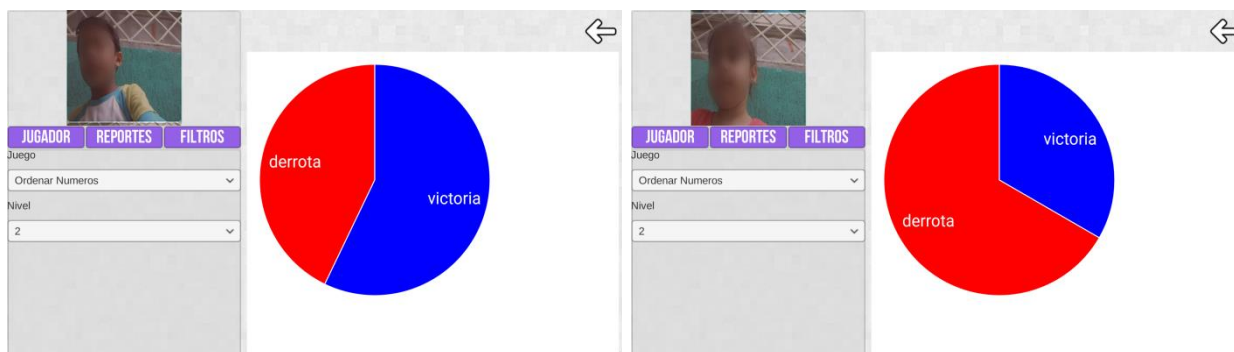 JUGADOR REPORTES FILTROS
Juego
Ordenar Numeros
Nivel
2
derrota
victoria
JUGADOR REPORTES FILTROS
Juego
Ordenar Numeros
Nivel
2
victoria
derrota